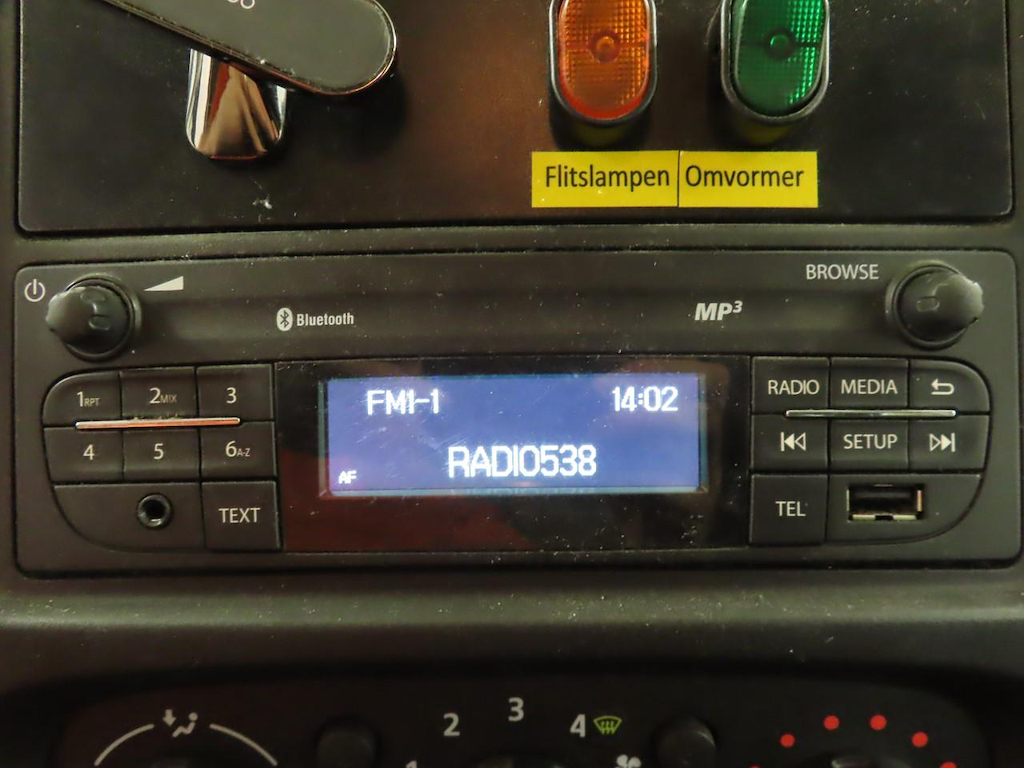 Flitslampen Omvormer
BROWSE
Bluetooth
MP3
1RPT 2MIX 3
4 5 6A-Z
TEXT
FM1-1 14:02
RADIO538
AF
RADIO MEDIA
SETUP
TEL
2 3 4
1